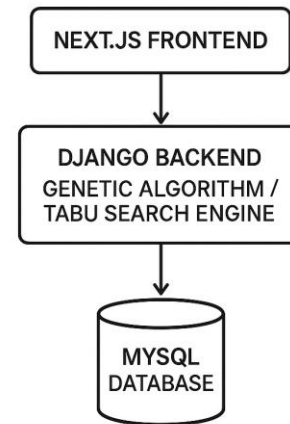 NEXT.JS FRONTEND
DJANGO BACKEND
GENETIC ALGORITHM /
TABU SEARCH ENGINE
MYSQL
DATABASE